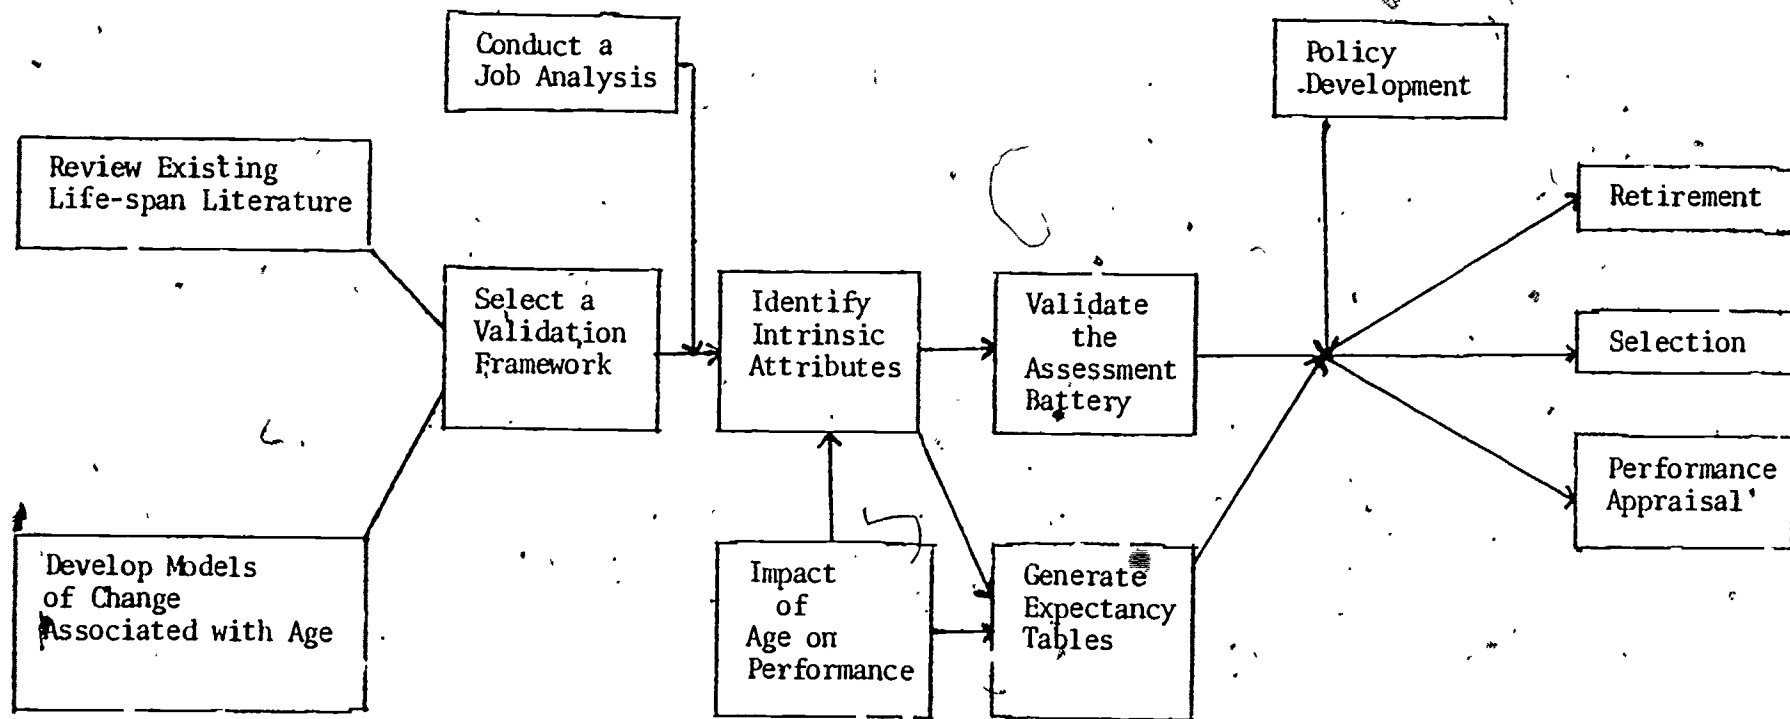 Conduct a
Job Analysis
Policy
Development
Review Existing
Life-span Literature
Retirement
Select a
Validation
Framework
Identify
Intrinsic
Attributes
Validate
the
Assessment
Battery
Selection
Performance
Appraisal
Develop Models
of Change
Associated with Age
Impact
of
Age on
Performance
Generate
Expectancy
Tables